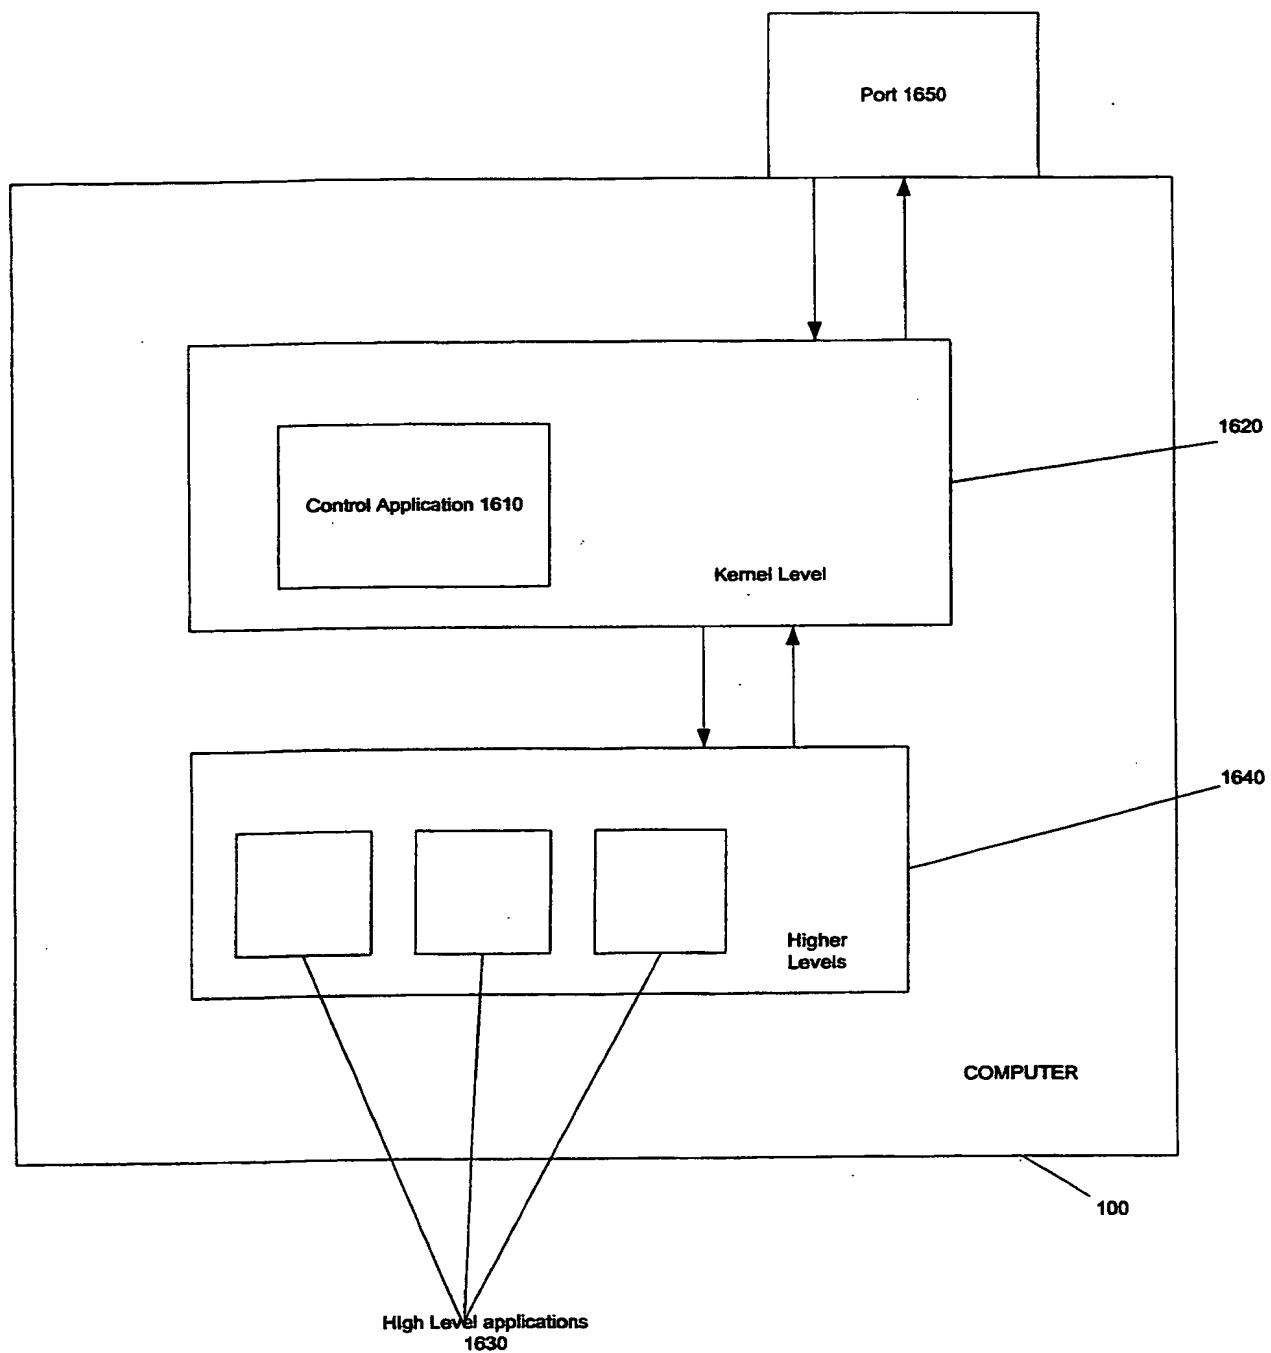 Port 1650
1620
Control Application 1610
Kernel Level
1640
Higher
Levels
COMPUTER
100
High Level applications
1630